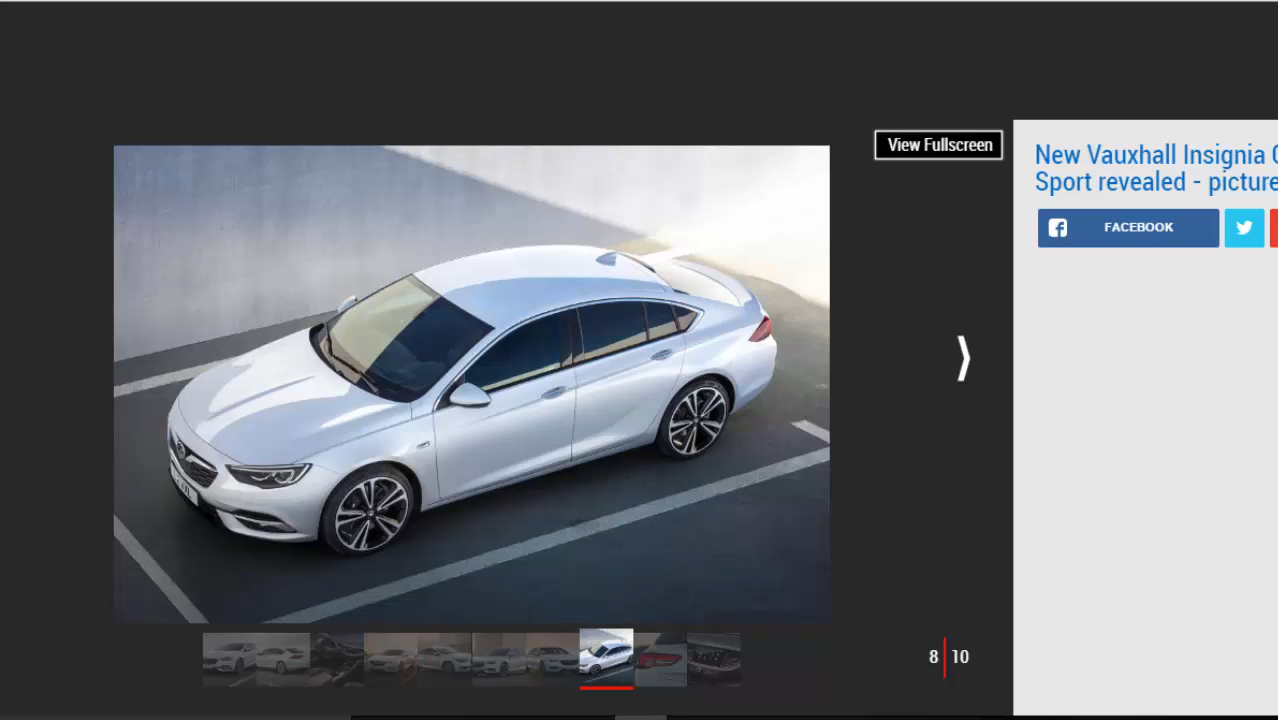 View Fullscreen
New Vauxhall Insignia
Sport revealed - picture
FACEBOOK
8 10